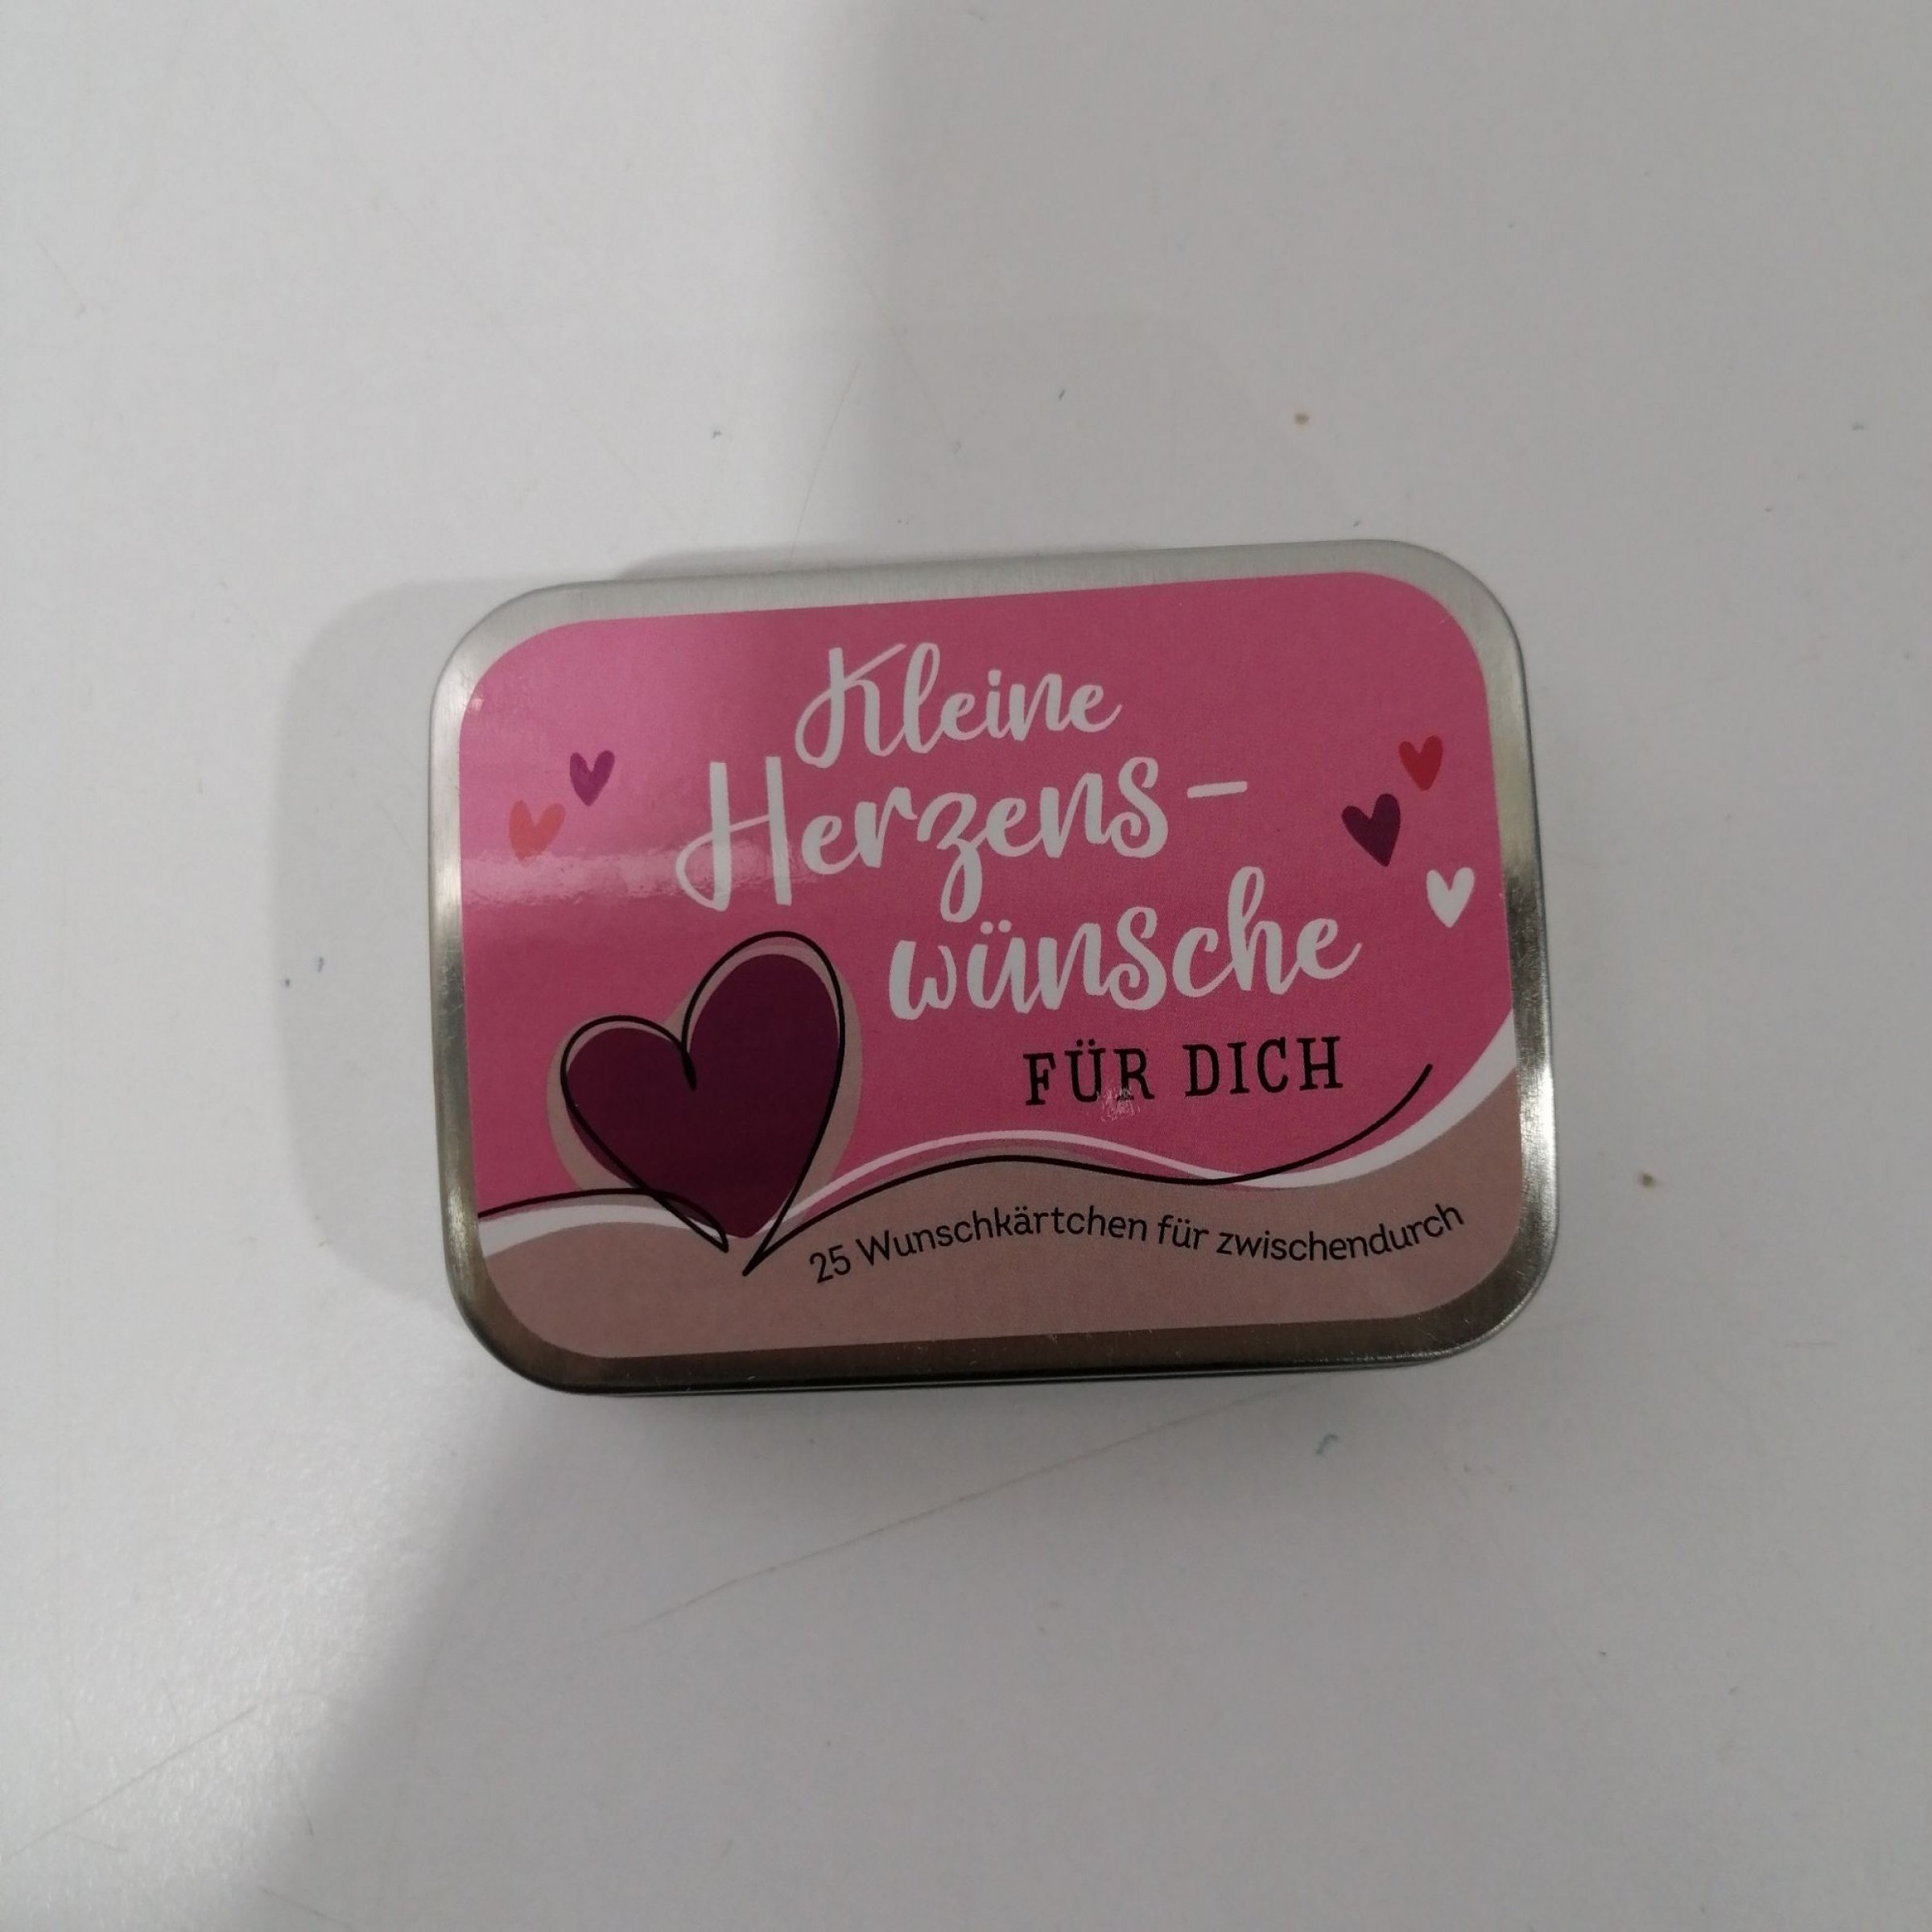 Kleine
Herzens-
wünsche
FÜR DICH
25 Wunschkärtchen für zwischendurch